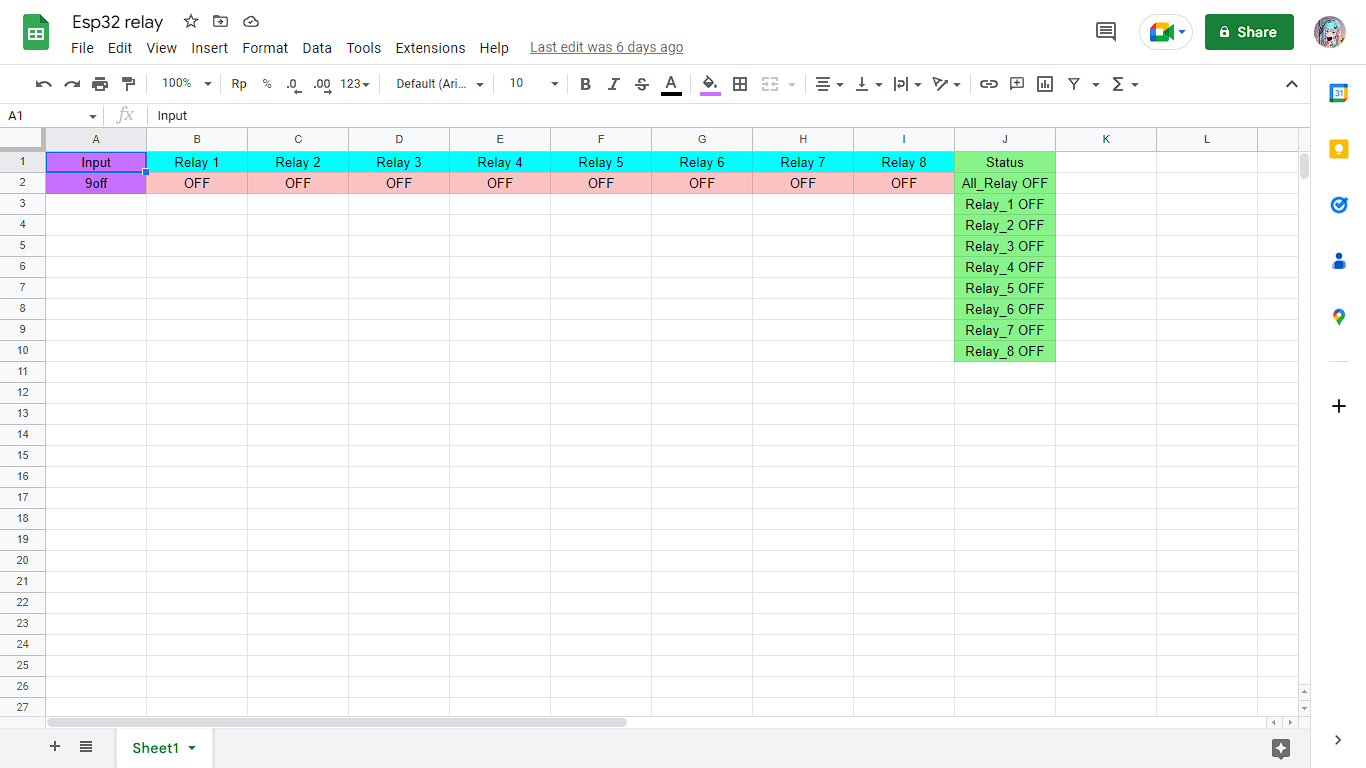 Esp32 relay
File Edit View Insert Format Data Tools Extensions Help Last edit was 6 days ago
Share
100% Rp % .0 .00 123 Default (Ari... 10 B I S A
31
A1 fx Input
A B C D E F G H I J K L
1 Input Relay 1 Relay 2 Relay 3 Relay 4 Relay 5 Relay 6 Relay 7 Relay 8 Status
2 9off OFF OFF OFF OFF OFF OFF OFF OFF All_Relay OFF
3 Relay_1 OFF
4 Relay_2 OFF
5 Relay_3 OFF
6 Relay_4 OFF
7 Relay_5 OFF
8 Relay_6 OFF
9 Relay_7 OFF
10 Relay_8 OFF
11
12
13
14
15
16
17
18
19
20
21
22
23
24
25
26
27
Sheet1